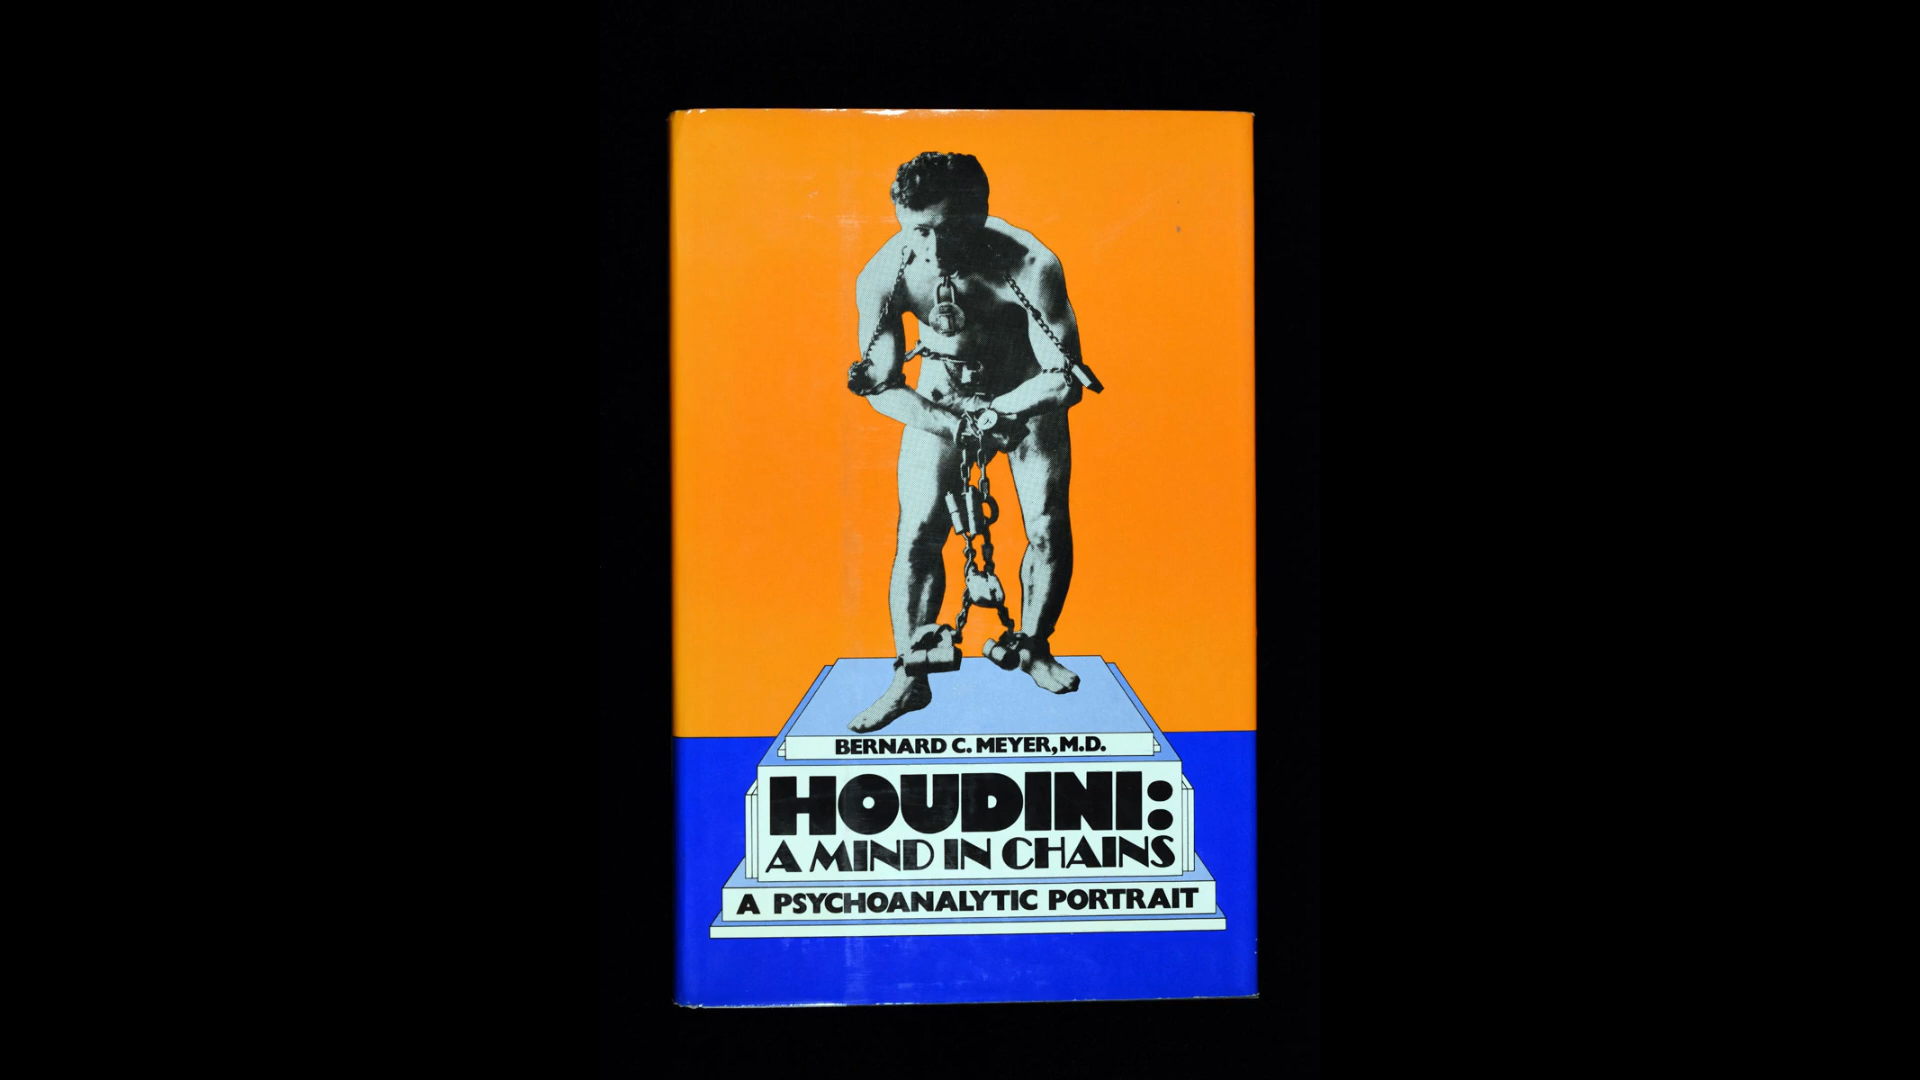 BERNARD C. MEYER, M.D.
HOUDINI:
A MIND IN CHAINS
A PSYCHOANALYTIC PORTRAIT